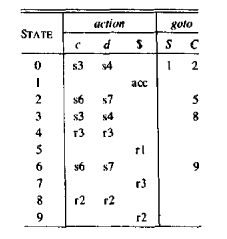 STATE action goto
c d $ S C
0 s3 s4 1 2
1 acc
2 s6 s7 5
3 s3 s4 8
4 r3 r3
5 r1
6 s6 s7 9
7 r3
8 r2 r2
9 r2